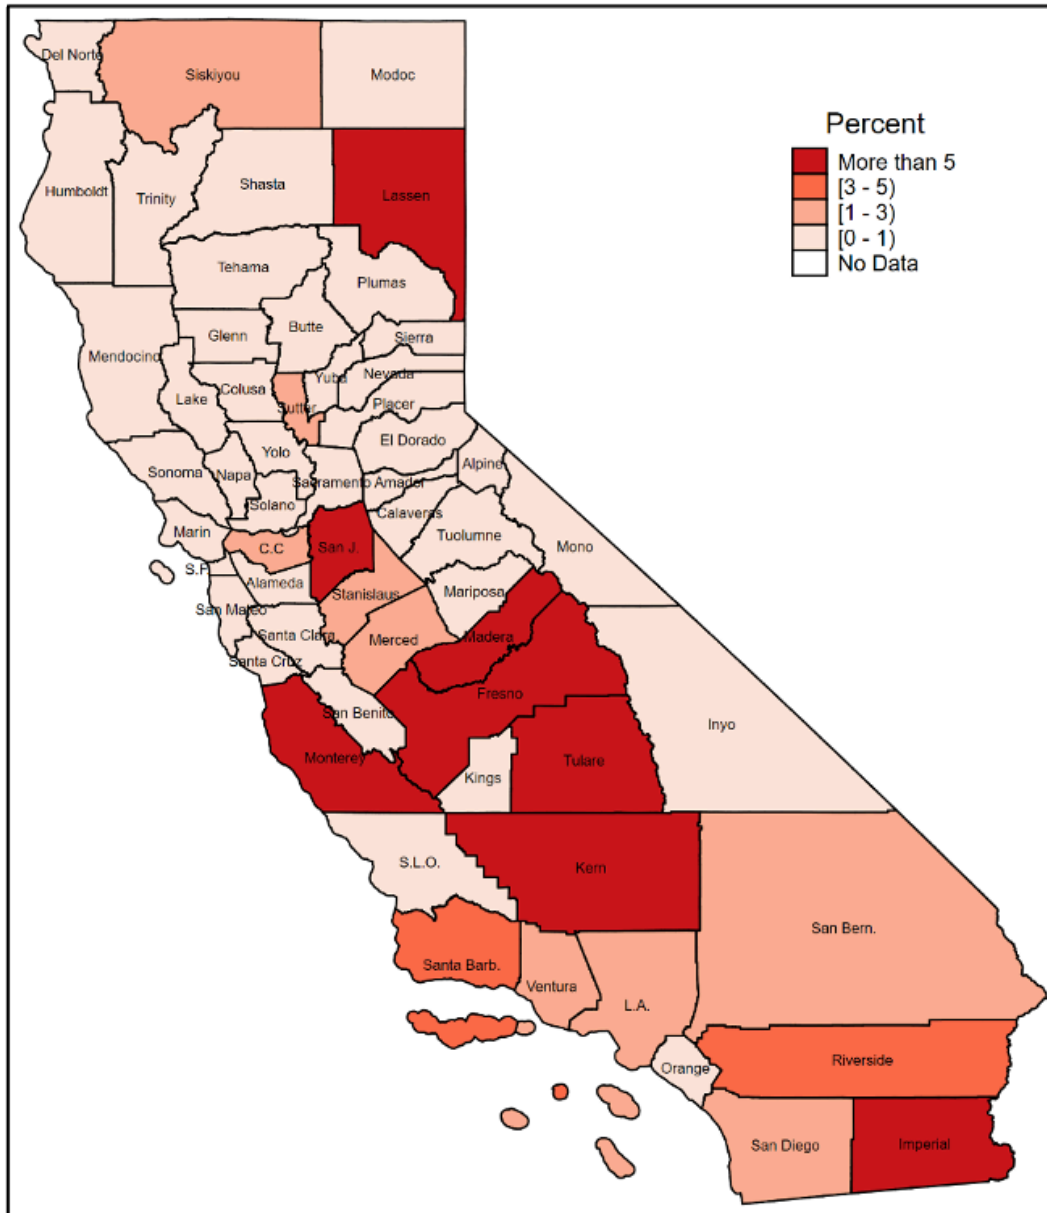 Del Norte
Siskiyou
Modoc
Percent
More than 5
[3 - 5)
[1 - 3)
[0 - 1)
No Data
Humboldt
Trinity
Shasta
Lassen
Tehama
Plumas
Glenn
Butte
Sierra
Mendocino
Lake
Colusa
Sutter
Yuba
Nevada
Placer
El Dorado
Sonoma
Napa
Yolo
Sacramento
Amador
Alpine
Solano
Calaveras
Marin
C.C
San J.
Tuolumne
Mono
S.F.
Alameda
Stanislaus
Mariposa
San Mateo
Santa Clara
Merced
Madera
Santa Cruz
Fresno
San Benito
Inyo
Monterey
Kings
Tulare
S.L.O.
Kern
San Bern.
Santa Barb.
Ventura
L.A.
Orange
Riverside
San Diego
Imperial